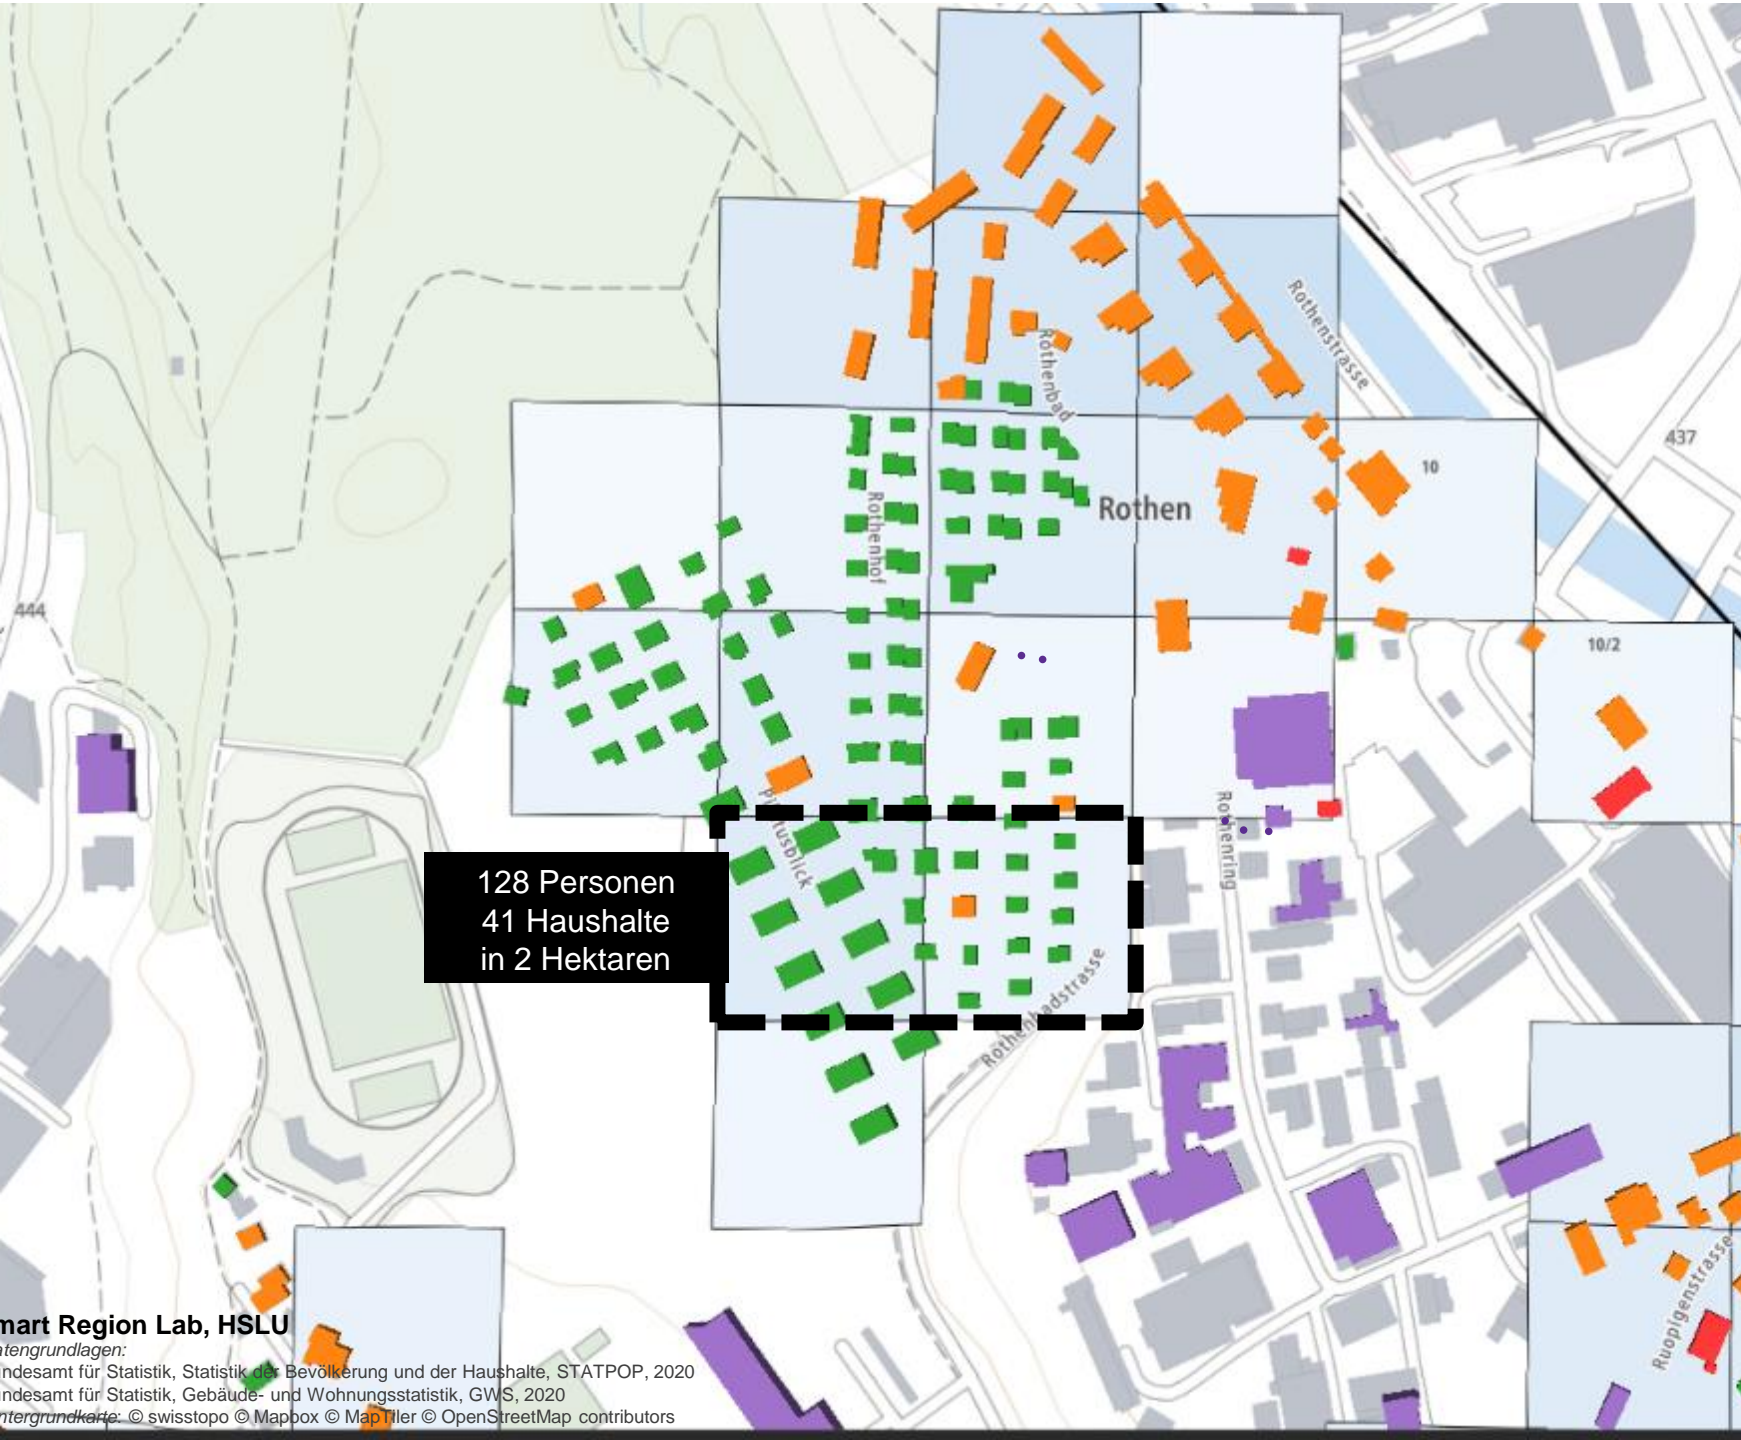 Rothenstrasse
Rothenbad
437
10
Rothen
Rothenhof
444
10/2
Rothenring
128 Personen
41 Haushalte
in 2 Hektaren
Rothenbadstrasse
Ruopigenstrasse
mart Region Lab, HSLU
atengrundlagen:
undesamt für Statistik, Statistik der Bevölkerung und der Haushalte, STATPOP, 2020
undesamt für Statistik, Gebäude- und Wohnungsstatistik, GWS, 2020
ntergrundkarte: © swisstopo © Mapbox © MapTiler © OpenStreetMap contributors